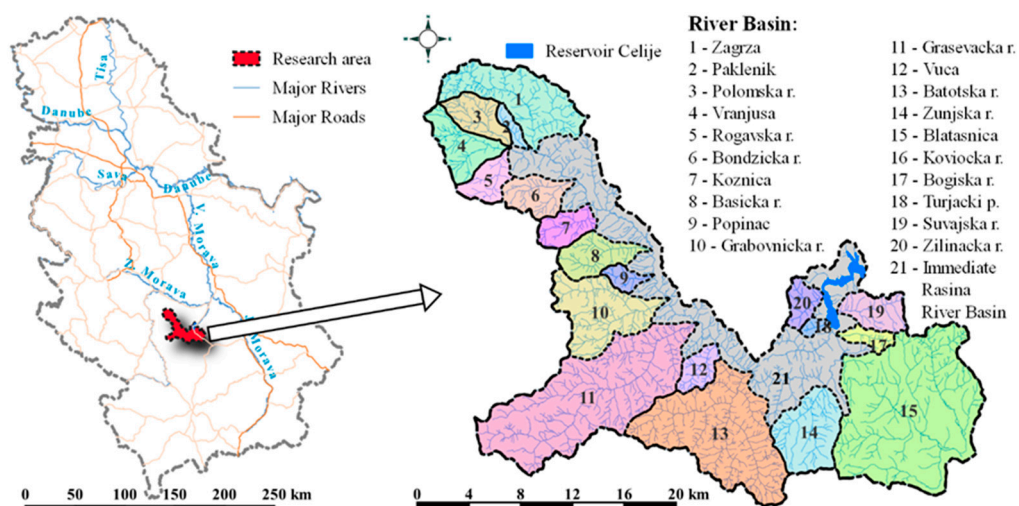 Research area
Major Rivers
Major Roads
Tisa
Danube
Sava
Danube
V. Morava
Z. Morava
Morava
0 50 100 150 200 250 km
Reservoir Celije
River Basin:
1 - Zagrza
2 - Paklenik
3 - Polomska r.
4 - Vranjusa
5 - Rogavska r.
6 - Bondzicka r.
7 - Koznica
8 - Basicka r.
9 - Popinac
10 - Grabovnicka r.
11 - Grasevacka r.
12 - Vuca
13 - Batotska r.
14 - Zunjska r.
15 - Blatasnica
16 - Koviocka r.
17 - Bogiska r.
18 - Turjacki p.
19 - Suvajska r.
20 - Zilinacka r.
21 - Immediate
Rasina
River Basin
1
2
3
4
5
6
7
8
9
10
11
12
13
14
15
17
18
19
20
21
0 4 8 12 16 20 km